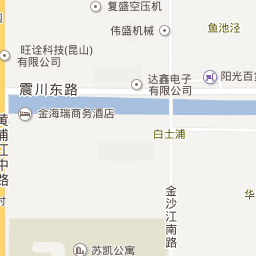 复盛空压机
伟盛机械
鱼池泾
旺诠科技(昆山)
有限公司
达鑫电子
有限公司
阳光百
震川东路
金海瑞商务酒店
白士浦
黄浦江中路
金沙江南路
华
村
苏凯公寓